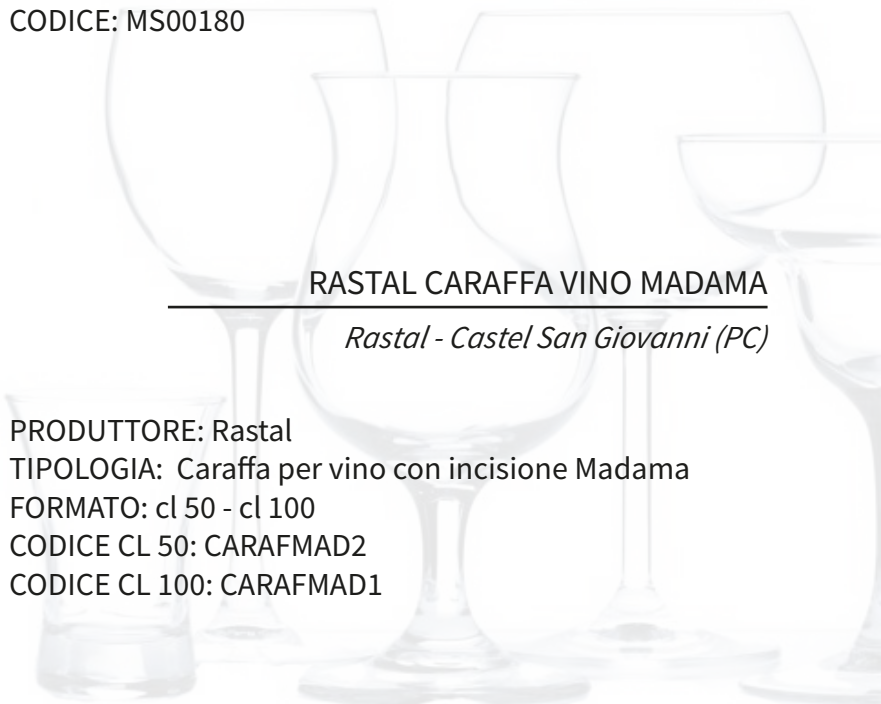 CODICE: MS00180
RASTAL CARAFFA VINO MADAMA
Rastal - Castel San Giovanni (PC)
PRODUTTORE: Rastal
TIPOLOGIA: Caraffa per vino con incisione Madama
FORMATO: cl 50 - cl 100
CODICE CL 50: CARAFMAD2
CODICE CL 100: CARAFMAD1